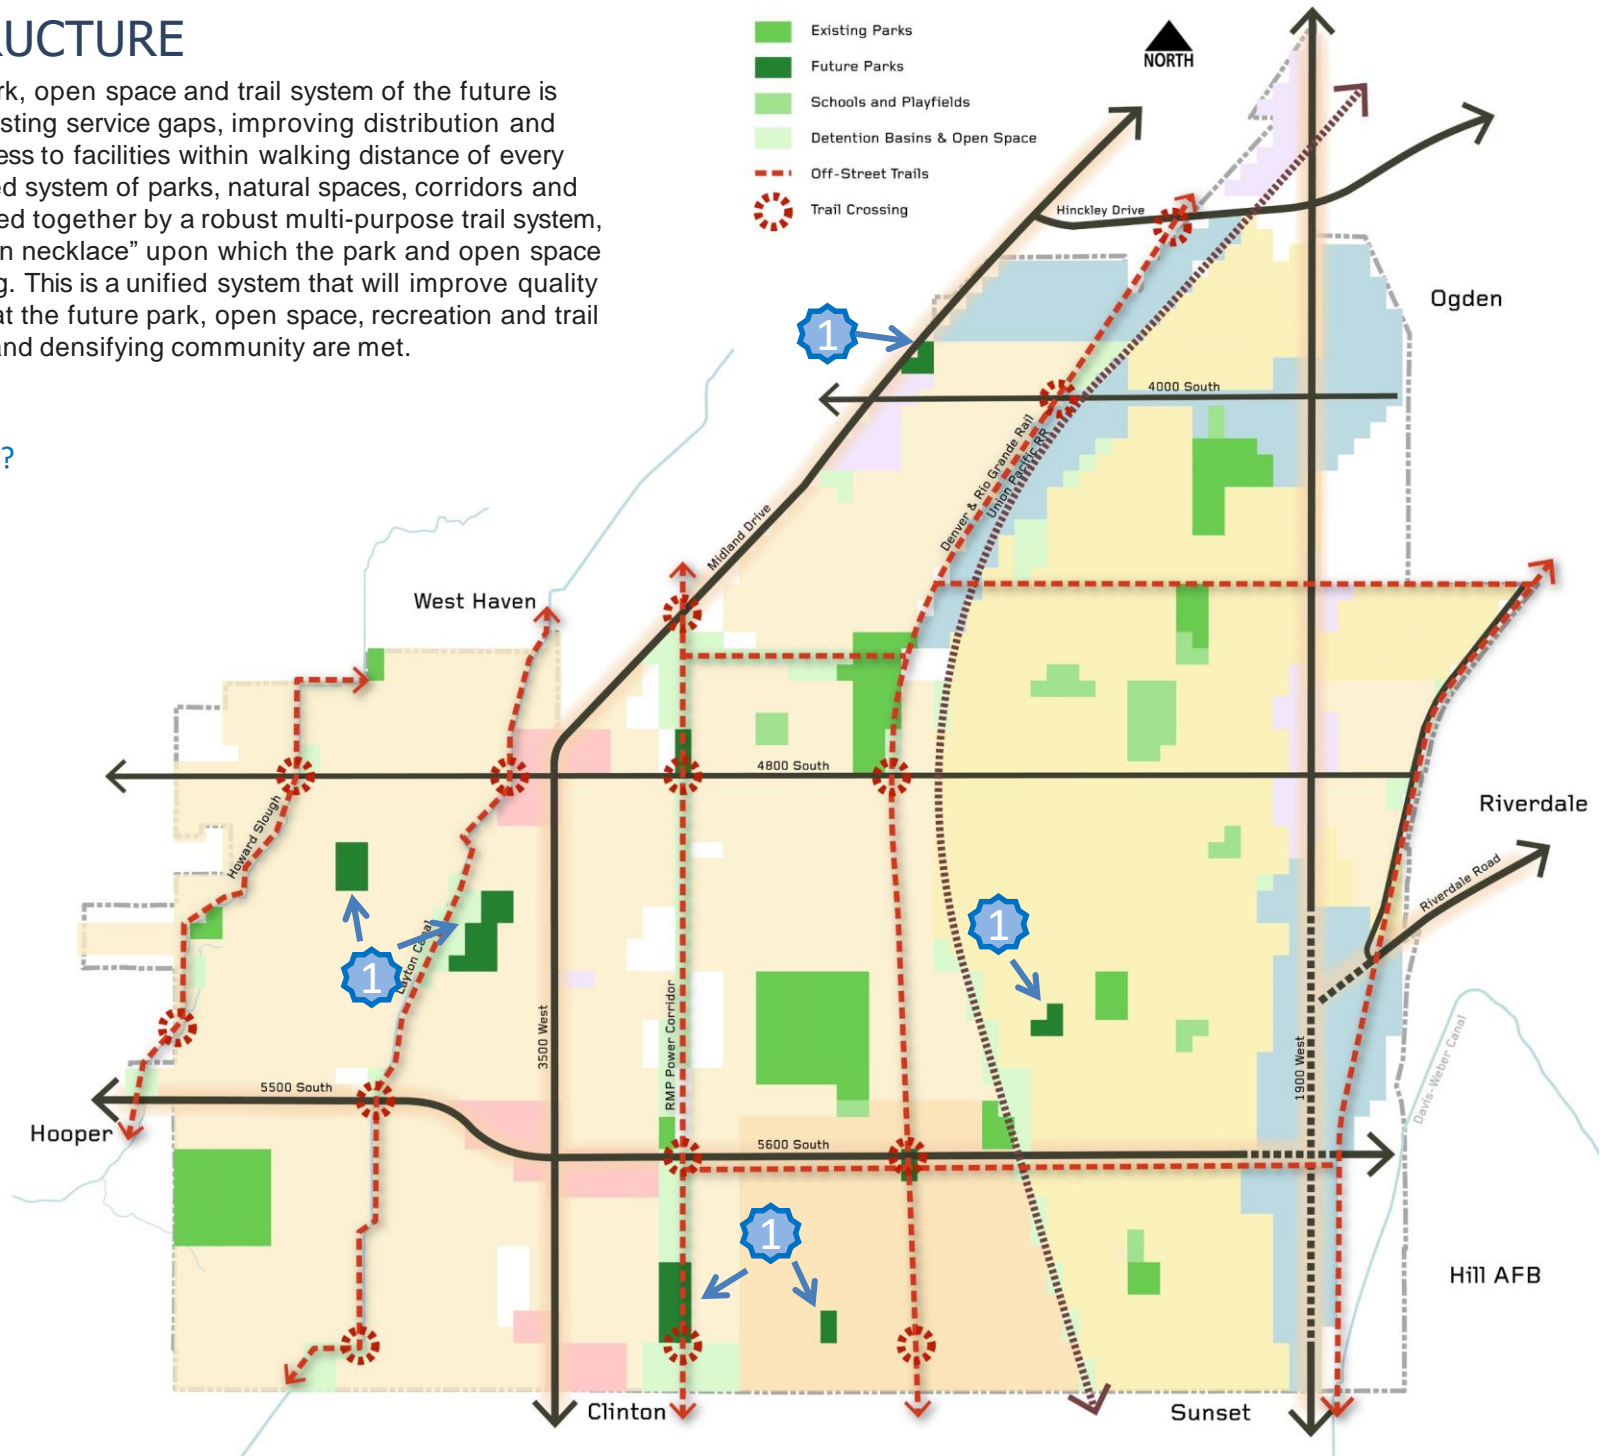 RUCTURE
rk, open space and trail system of the future is
sting service gaps, improving distribution and
ess to facilities within walking distance of every
ed system of parks, natural spaces, corridors and
ed together by a robust multi-purpose trail system,
n necklace” upon which the park and open space
g. This is a unified system that will improve quality
at the future park, open space, recreation and trail
and densifying community are met.
?
Existing Parks
Future Parks
Schools and Playfields
Detention Basins & Open Space
Off-Street Trails
Trail Crossing
NORTH
Hinckley Drive
Ogden
1
4000 South
Denver & Rio Grande Rail
Union Pacific RR
Midland Drive
West Haven
4800 South
Riverdale
Howard Slough
Riverdale Road
1
Layton Canal
1
3500 West
RMP Power Corridor
1900 West
Davis-Weber Canal
5500 South
Hooper
5600 South
1
Hill AFB
Clinton
Sunset